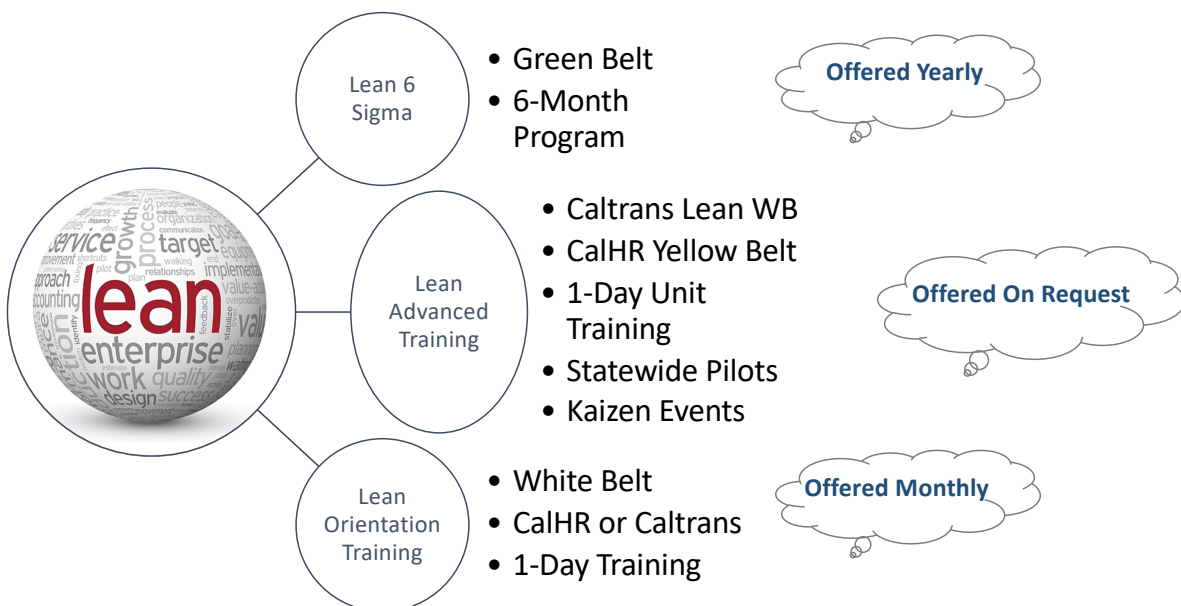 Lean 6
Sigma
• Green Belt
• 6-Month
Program
Offered Yearly
service
growth
process
target
lean
enterprise
work
quality
design
success
Lean
Advanced
Training
• Caltrans Lean WB
• CalHR Yellow Belt
• 1-Day Unit
Training
• Statewide Pilots
• Kaizen Events
Offered On Request
Lean
Orientation
Training
• White Belt
• CalHR or Caltrans
• 1-Day Training
Offered Monthly